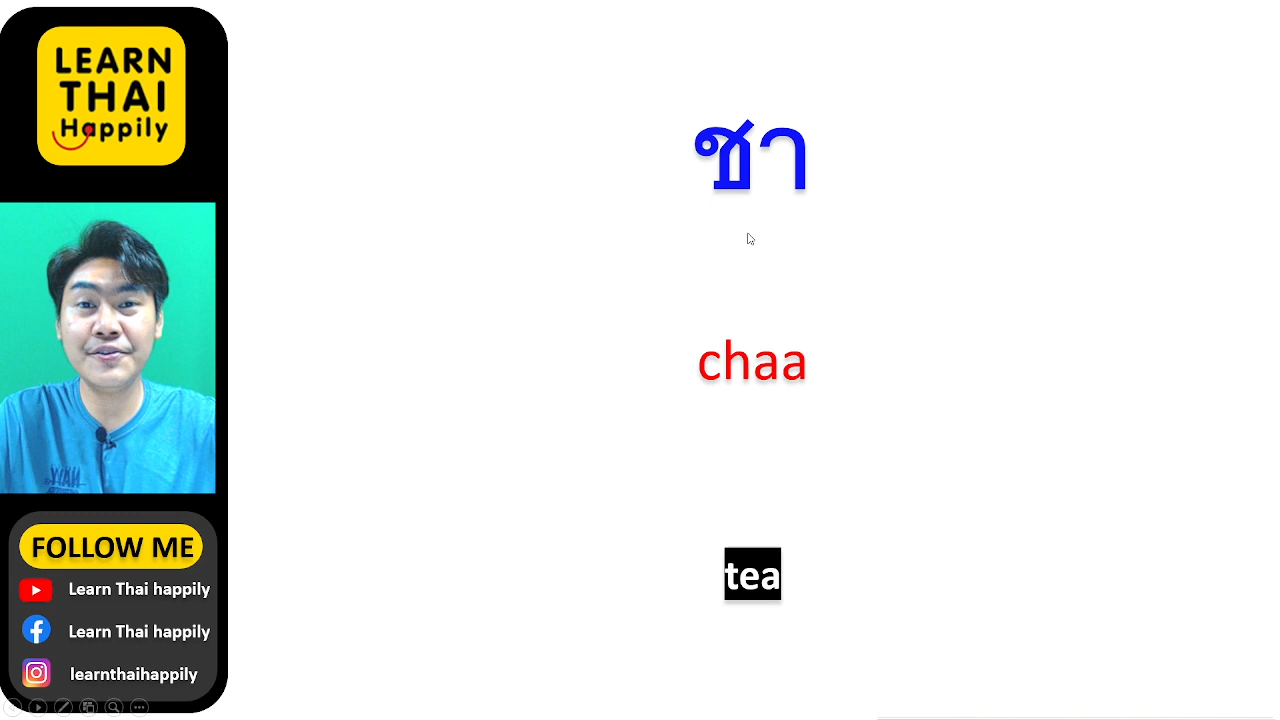 LEARN
THAI
Happily
ชา
chaa
tea
FOLLOW ME
Learn Thai happily
Learn Thai happily
learnthaihappily